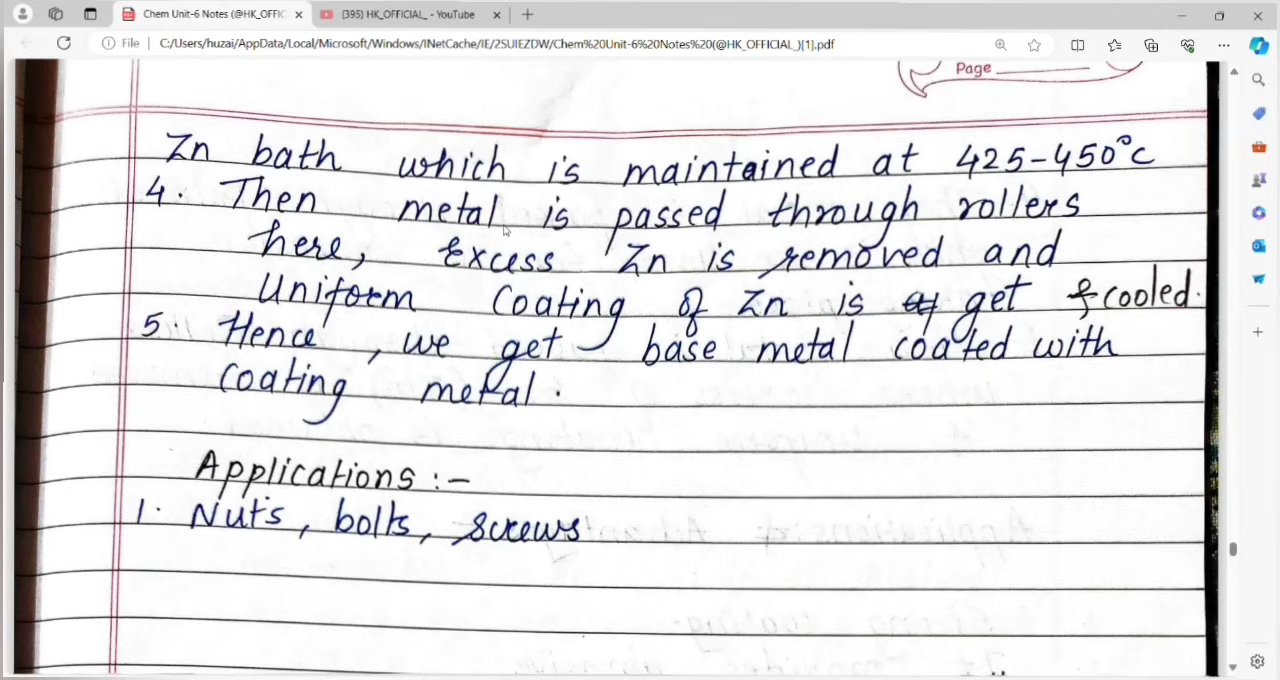 Chem Unit-6 Notes (@HK_OFFIC
(395) HK_OFFICIAL_ - YouTube
File
C:/Users/huzai/AppData/Local/Microsoft/Windows/INetCache/IE/2SUIEZDW/Chem%20Unit-6%20Notes%20(@HK_OFFICIAL_)[1].pdf
Page
Zn bath which is maintained at 425-450°C
4. Then metal is passed through rollers
here, Excess Zn is removed and
Uniform Coating of Zn is get & cooled.
5. Hence, we get base metal coated with
coating metal.
Applications :-
1. Nuts, bolts, screws